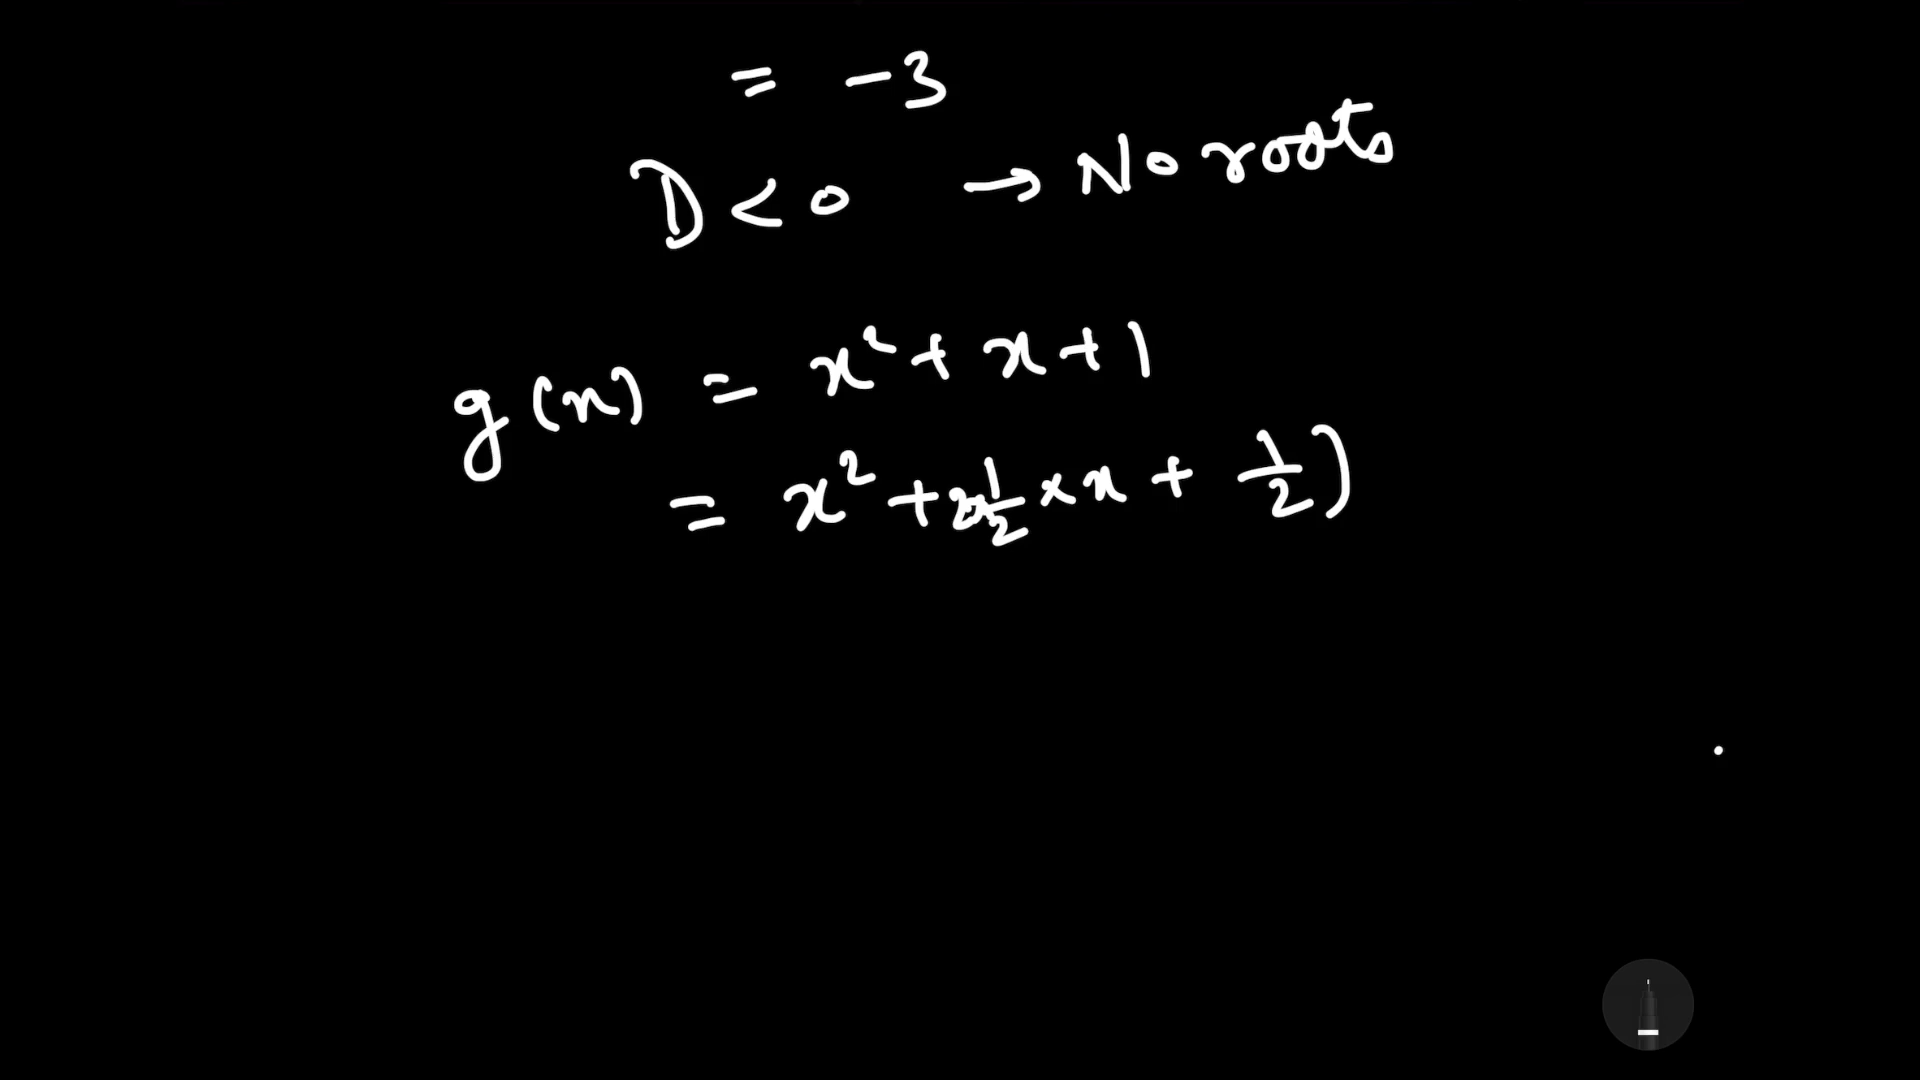 = -3
D < 0 → No roots
g(x) = x² + x + 1
= x² + 2×1/2 × x + 1/2)